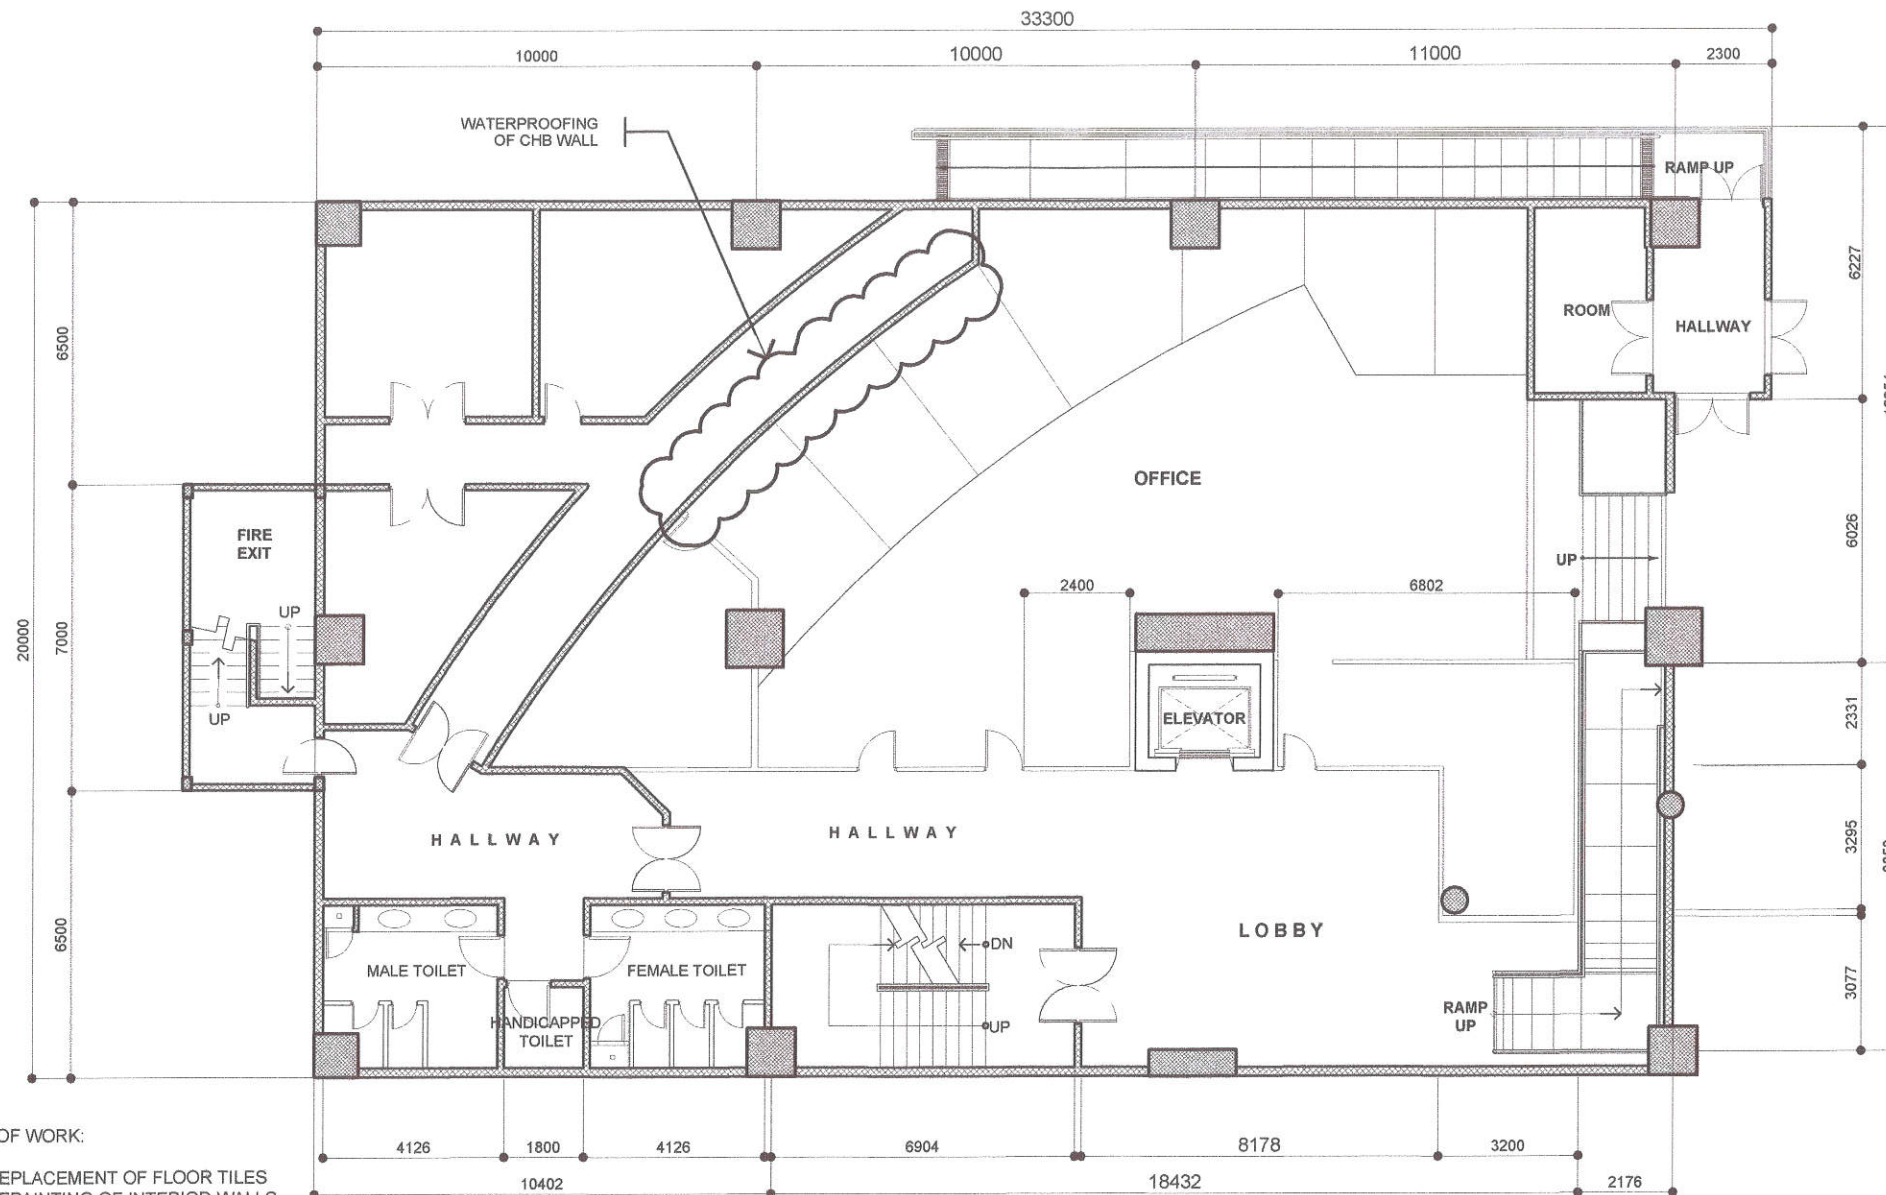 33300
10000
10000
11000
2300
WATERPROOFING
OF CHB WALL
RAMP UP
6227
6500
ROOM
HALLWAY
OFFICE
FIRE
EXIT
UP
6026
2400
6802
UP
20000
7000
UP
ELEVATOR
2331
HALLWAY
HALLWAY
3295
LOBBY
6500
DN
MALE TOILET
FEMALE TOILET
3077
RAMP
UP
HANDICAPPED
TOILET
UP
OF WORK:
4126
1800
4126
6904
8178
3200
EPLACEMENT OF FLOOR TILES
10402
18432
2176